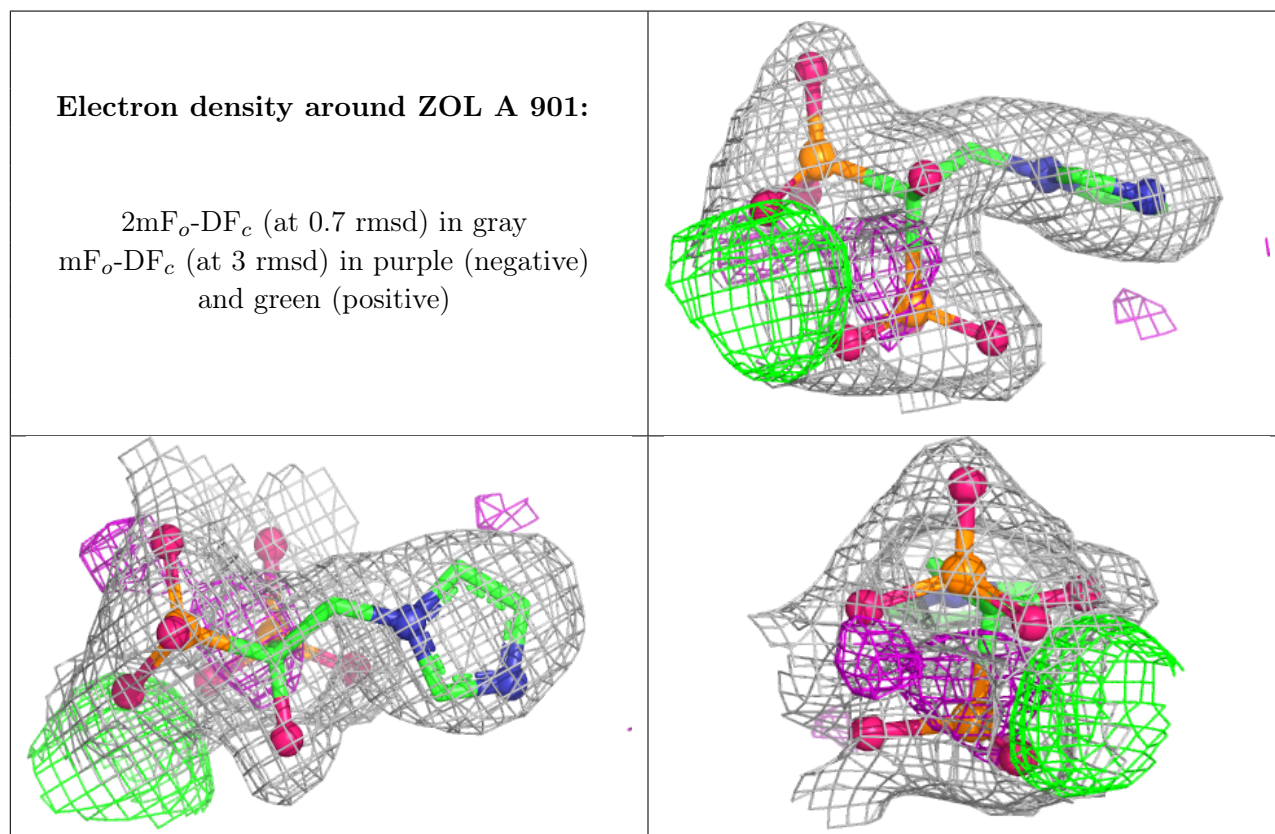 Electron density around ZOL A 901:
2mFo-DFc (at 0.7 rmsd) in gray
mFo-DFc (at 3 rmsd) in purple (negative)
and green (positive)